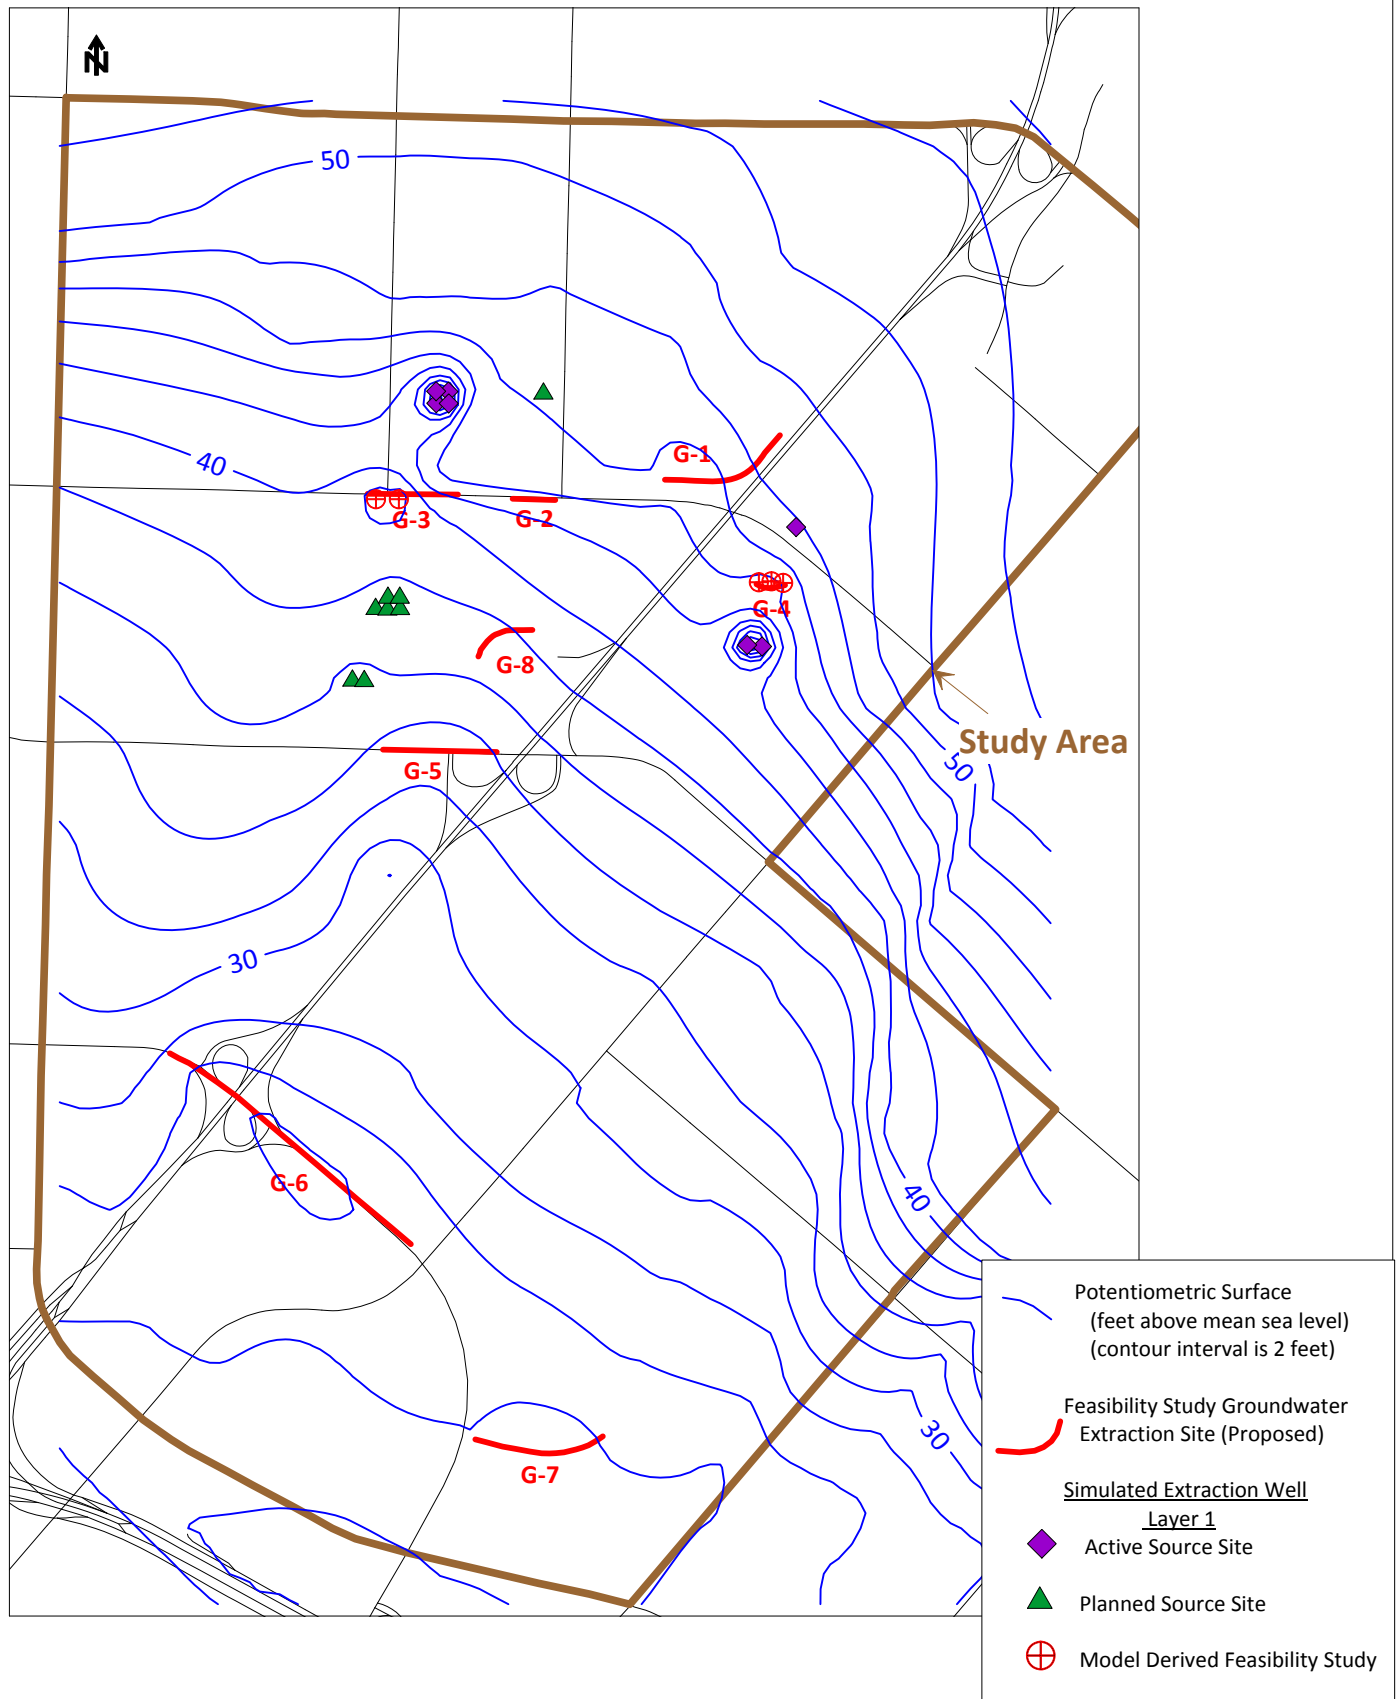 N
50
40
G-1
G-3
G-2
G-4
G-8
Study Area
50
G-5
30
G-6
40
30
G-7
Potentiometric Surface
(feet above mean sea level)
(contour interval is 2 feet)
Feasibility Study Groundwater
Extraction Site (Proposed)
Simulated Extraction Well
Layer 1
Active Source Site
Planned Source Site
Model Derived Feasibility Study